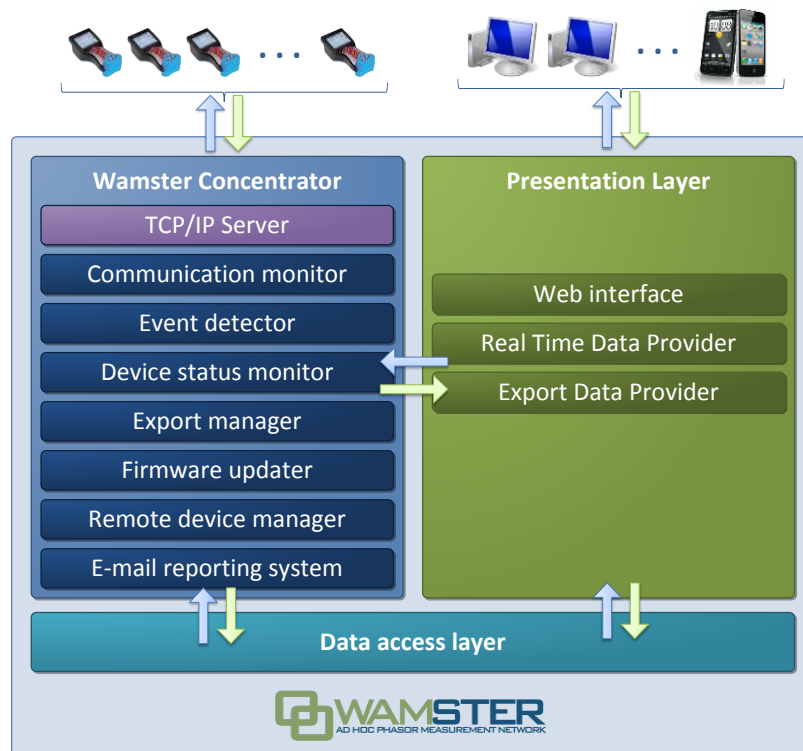 Wamster Concentrator
TCP/IP Server
Communication monitor
Event detector
Device status monitor
Export manager
Firmware updater
Remote device manager
E-mail reporting system
Presentation Layer
Web interface
Real Time Data Provider
Export Data Provider
Data access layer
WAMSTER
AD HOC PHASOR MEASUREMENT NETWORK